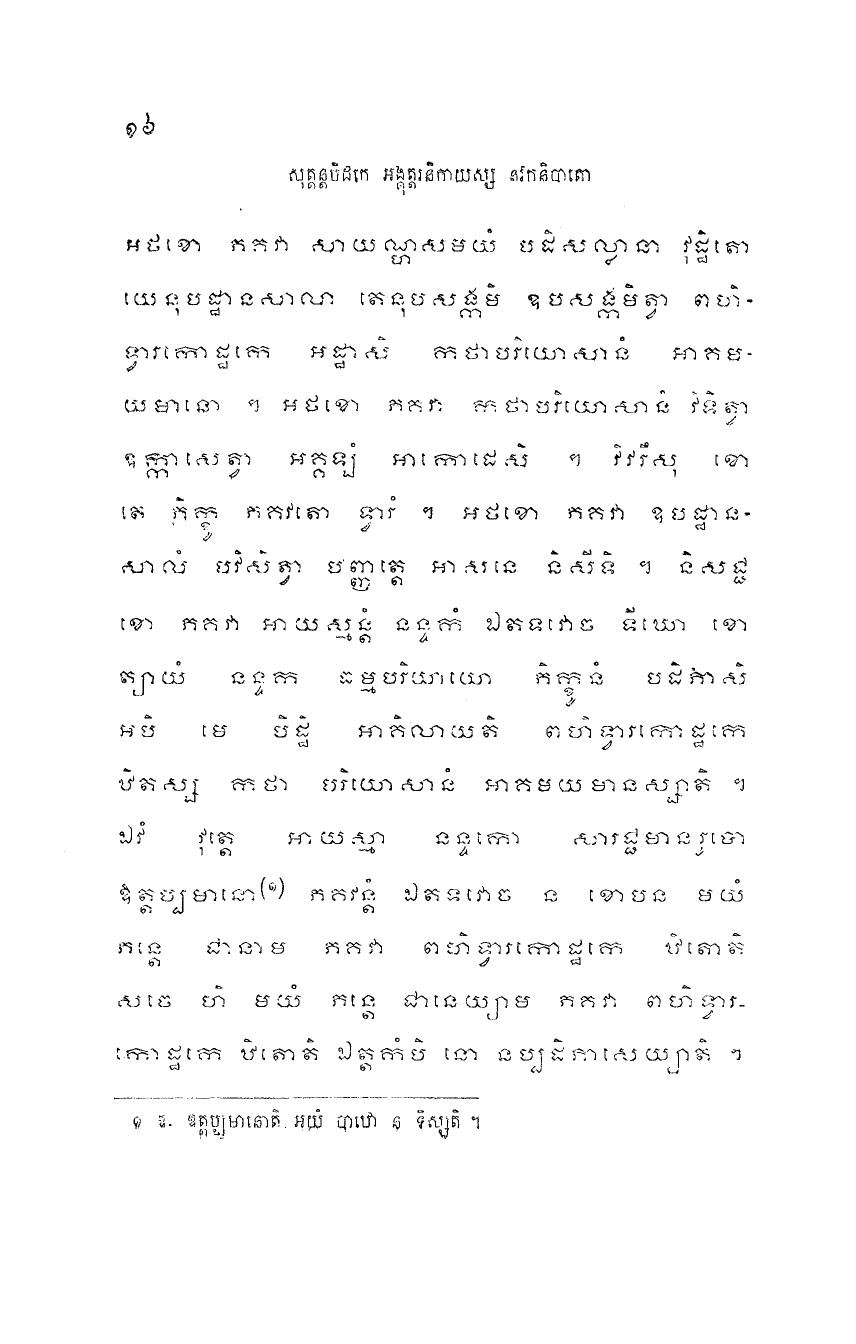 ១៦
សុត្តន្តបិដកេ អង្គុត្តរនិកាយស្ស នវកនិបាតោ
អថខោ ភគវា សាយណ្ហសមយំ បដិសល្លានា វុដ្ឋិតោ
យេនុបដ្ឋានសាលា តេនុបសង្កមិ ឧបសង្កមិត្វា ពហិ-
ទ្វារកោដ្ឋកេ អដ្ឋាសិ កថាបរិយោសានំ អាគម-
យមានោ ។ អថខោ ភគវា កថាបរិយោសានំ វិទិត្វា
ឧក្កាសេត្វា អគ្គឡំ អាកោដេសិ ។ វិវរឹសុ ខោ
តេ ភិក្ខូ ភគវតោ ទ្វារំ ។ អថខោ ភគវា ឧបដ្ឋាន-
សាលំ បវិសិត្វា បញ្ញត្តេ អាសនេ និសីទិ ។ និសជ្ជ
ខោ ភគវា អាយស្មន្តំ នន្ទកំ ឯតទវោច ទីឃោ ខោ
ត្យាយំ នន្ទក ធម្មបរិយាយោ ភិក្ខូនំ បដិភាសិ
អបិ មេ បិដ្ឋិ អាគិលាយតិ ពហិទ្វារកោដ្ឋកេ
ឋិតស្ស កថា បរិយោសានំ អាគមយមានស្សាតិ ។
ឯវំ វុត្តេ អាយស្មា នន្ទកោ សារជ្ជមានរូបោ
ឱត្តប្បមានោ(១) ភគវន្តំ ឯតទវោច ន ខោបន មយំ
ភន្តេ ជានាម ភគវា ពហិទ្វារកោដ្ឋកេ ឋិតោតិ
សចេ ហិ មយំ ភន្តេ ជានេយ្យាម ភគវា ពហិទ្វារ-
កោដ្ឋកេ ឋិតោតិ ឯត្តកំបិ នោ នប្បដិភាសេយ្យាតិ ។
១ ឱ. ឱត្តប្បមានោតិ អយំ បាឋោ ន ទិស្សតិ ។